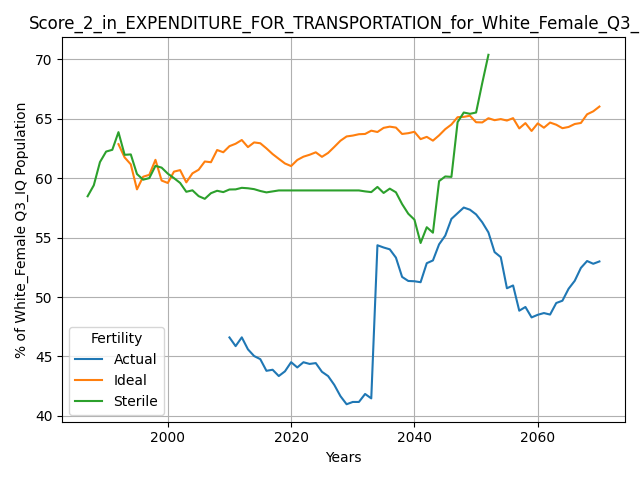 Score_2_in_EXPENDITURE_FOR_TRANSPORTATION_for_White_Female_Q3_
% of White_Female Q3_IQ Population
70
65
60
55
50
45
40
Fertility
Actual
Ideal
Sterile
2000
2020
2040
2060
Years